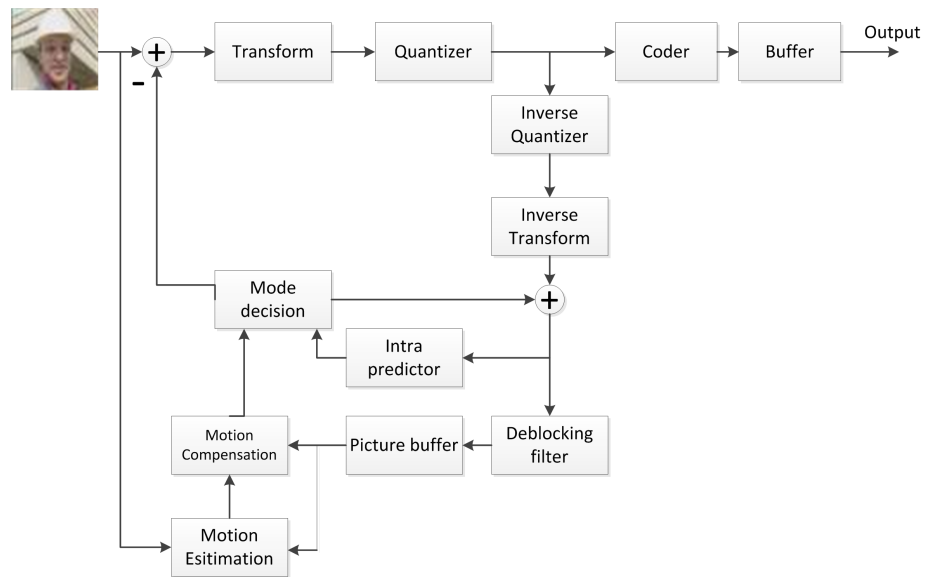 Output
+
Transform
Quantizer
Coder
Buffer
-
Inverse
Quantizer
Inverse
Transform
Mode
decision
+
Intra
predictor
Motion
Compensation
Picture buffer
Deblocking
filter
Motion
Esitimation